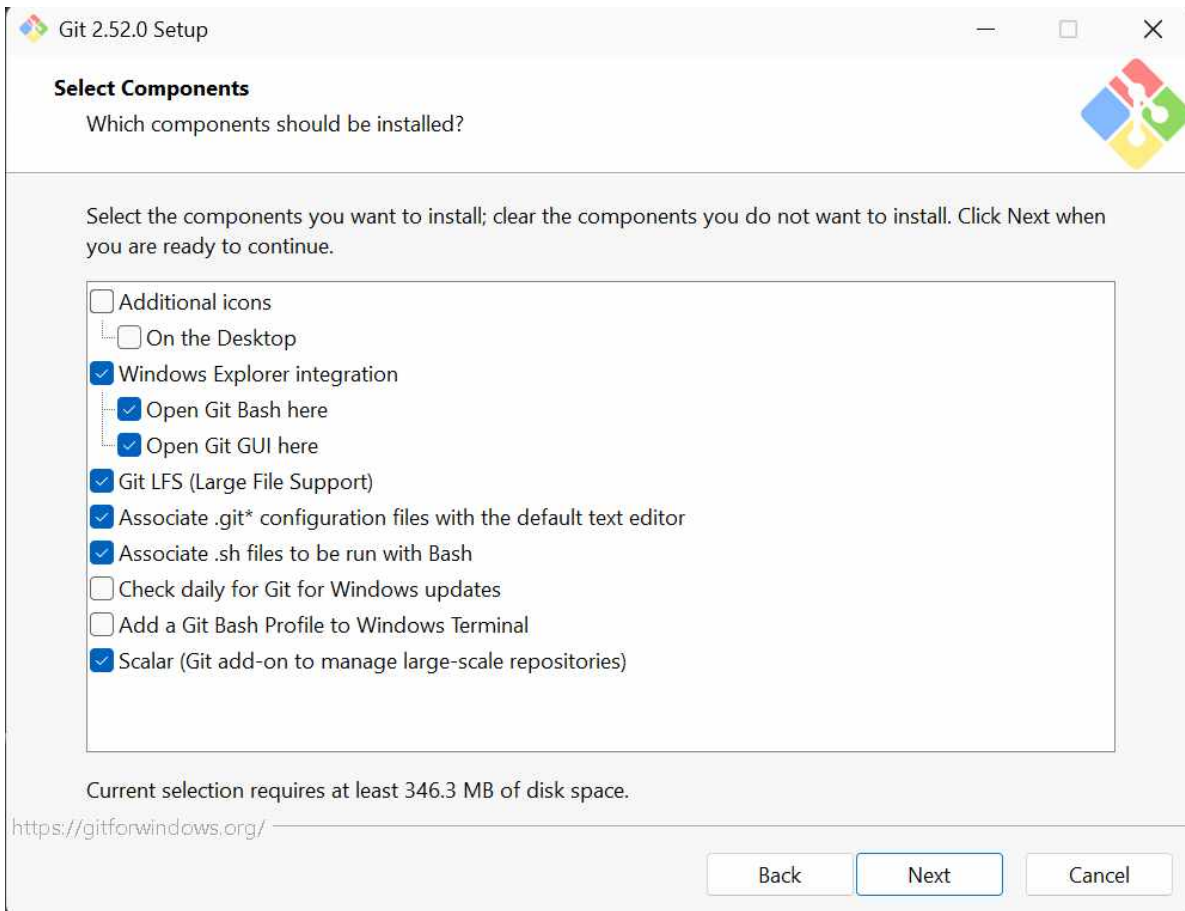 Git 2.52.0 Setup
Select Components
Which components should be installed?
Select the components you want to install; clear the components you do not want to install. Click Next when
you are ready to continue.
Additional icons
On the Desktop
Windows Explorer integration
Open Git Bash here
Open Git GUI here
Git LFS (Large File Support)
Associate .git* configuration files with the default text editor
Associate .sh files to be run with Bash
Check daily for Git for Windows updates
Add a Git Bash Profile to Windows Terminal
Scalar (Git add-on to manage large-scale repositories)
Current selection requires at least 346.3 MB of disk space.
https://gitforwindows.org/
Back Next Cancel